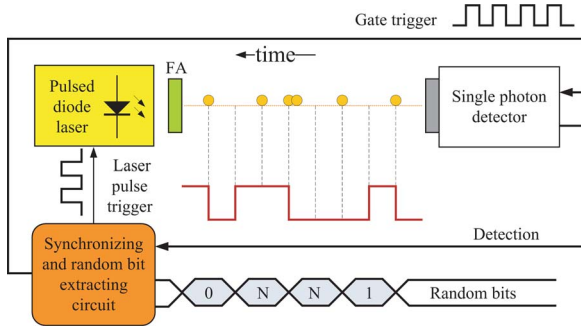 Gate trigger
time
FA
Pulsed
diode
laser
Single photon
detector
Laser
pulse
trigger
Synchronizing
and random bit
extracting
circuit
Detection
0 N N 1 Random bits